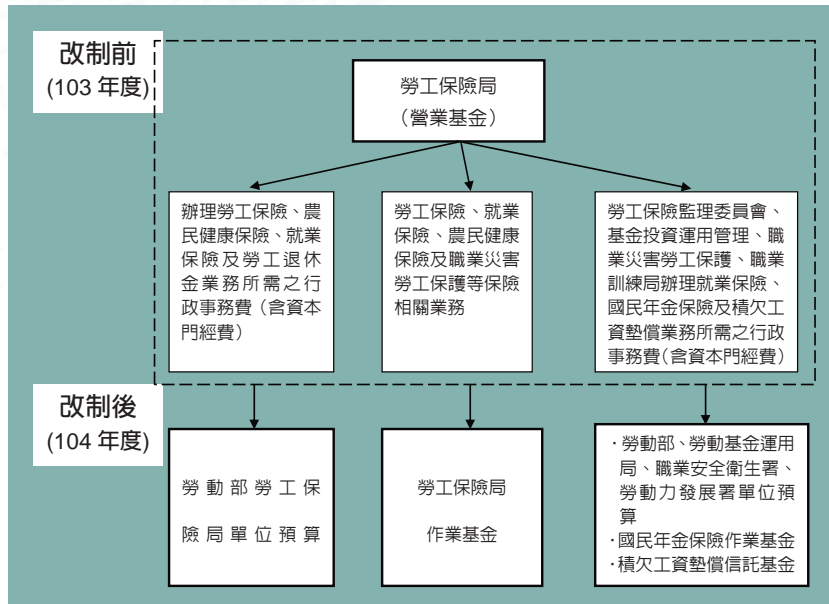 改制前
(103 年度)
勞工保險局
（營業基金）
辦理勞工保險、農
民健康保險、就業
保險及勞工退休
金業務所需之行
政事務費（含資本
門經費）
勞工保險、就業
保險、農民健康
保險及職業災害
勞工保護等保險
相關業務
勞工保險監理委員會、
基金投資運用管理、職
業災害勞工保護、職業
訓練局辦理就業保險、
國民年金保險及積欠工
資墊償業務所需之行政
事務費(含資本門經費)
改制後
(104 年度)
勞動部勞工保
險局單位預算
勞工保險局
作業基金
‧勞動部、勞動基金運用
局、職業安全衛生署、
勞動力發展署單位預
算
‧國民年金保險作業基金
‧積欠工資墊償信託基金